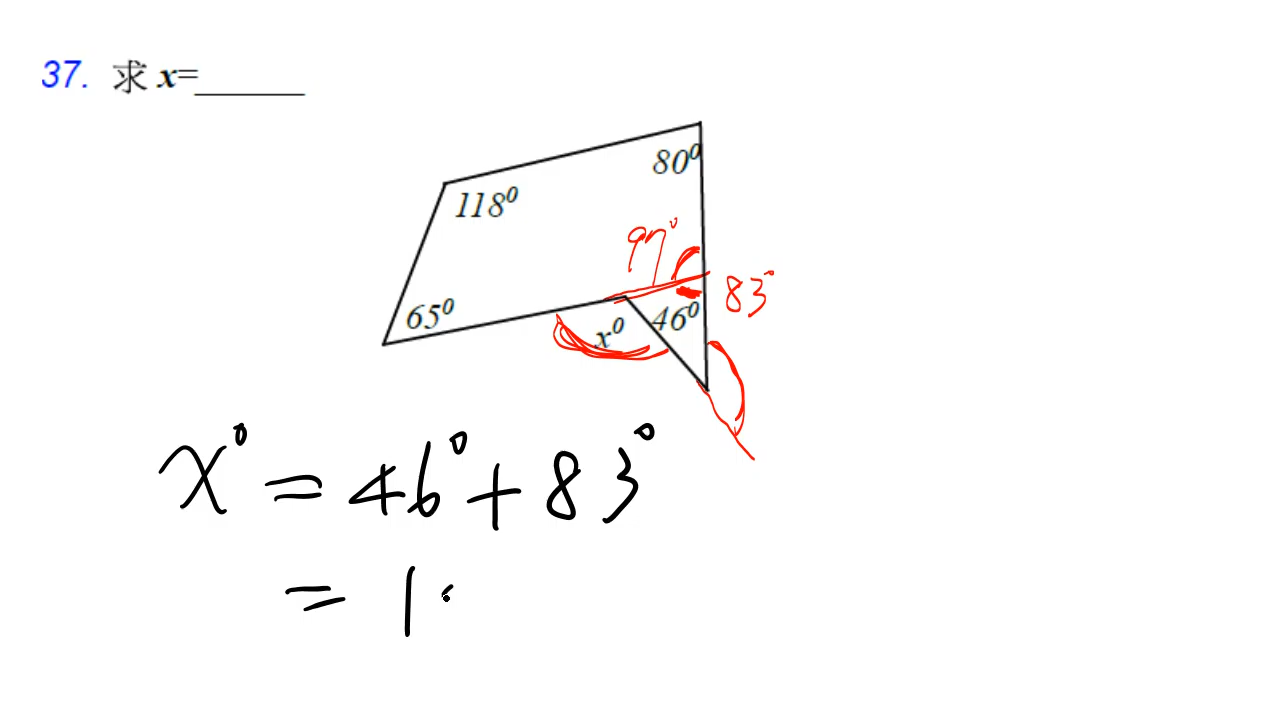 37. 求 x=______
80⁰
118⁰
97°
83°
65⁰
x⁰
46⁰
x° = 46° + 83°
= 1